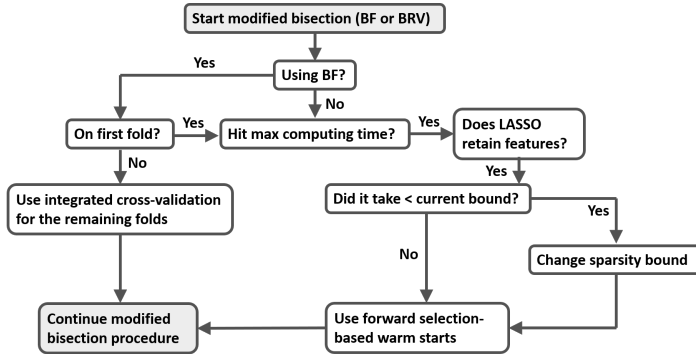 Start modified bisection (BF or BRV)
Yes
Using BF?
No
On first fold?
Yes
Hit max computing time?
Yes
Does LASSO
retain features?
No
Yes
Use integrated cross-validation
for the remaining folds
Did it take < current bound?
Yes
No
Change sparsity bound
Continue modified
bisection procedure
Use forward selection-
based warm starts